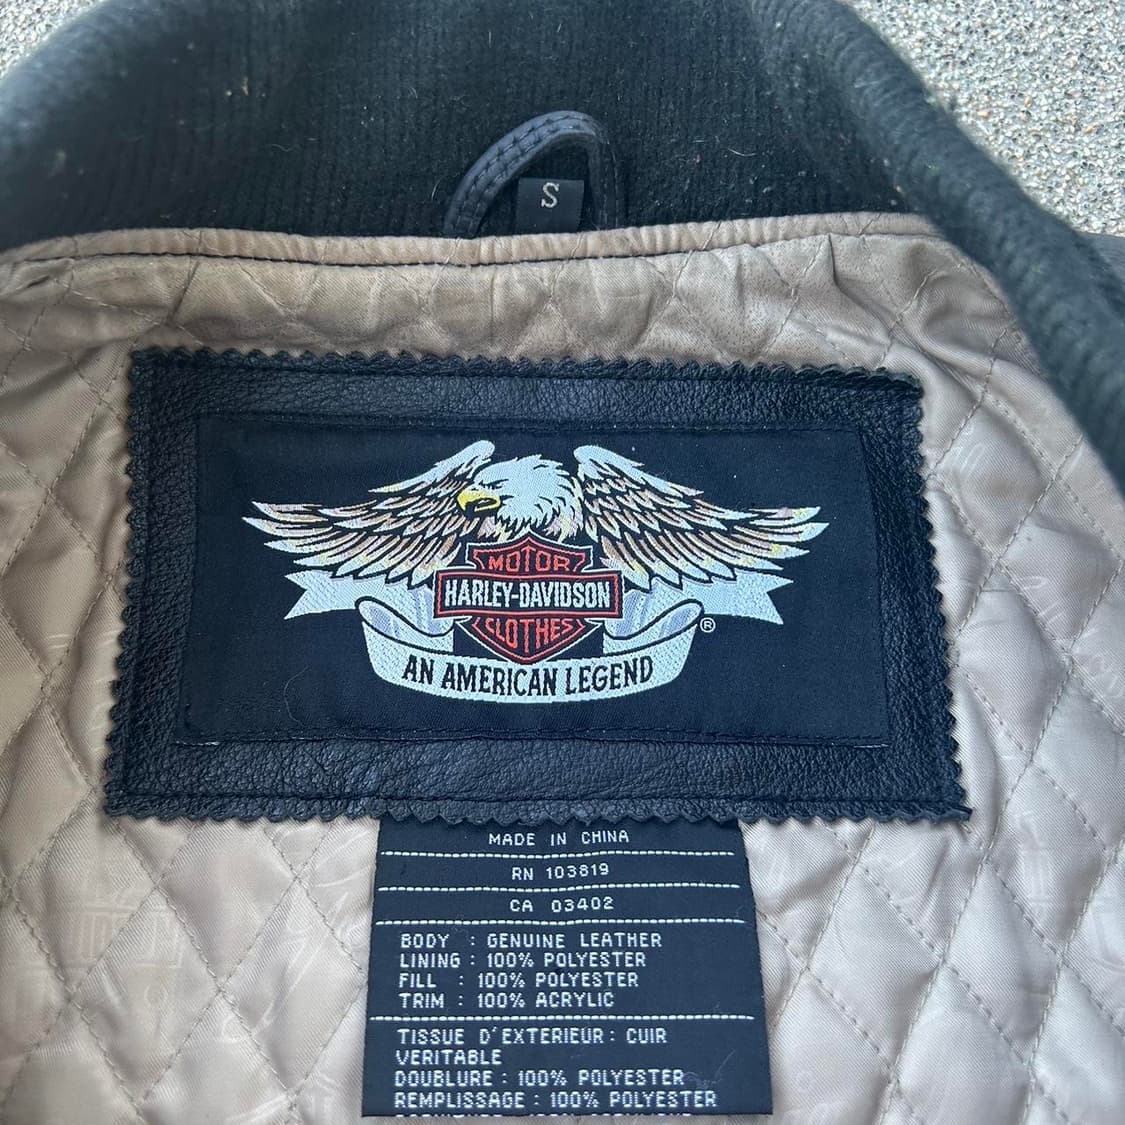 S
MOTOR
HARLEY-DAVIDSON
CLOTHES
®
AN AMERICAN LEGEND
MADE IN CHINA
RN 103819
CA 03402
BODY : GENUINE LEATHER
LINING : 100% POLYESTER
FILL : 100% POLYESTER
TRIM : 100% ACRYLIC
TISSUE D'EXTERIEUR : CUIR
VERITABLE
DOUBLURE : 100% POLYESTER
REMPLISSAGE : 100% POLYESTER